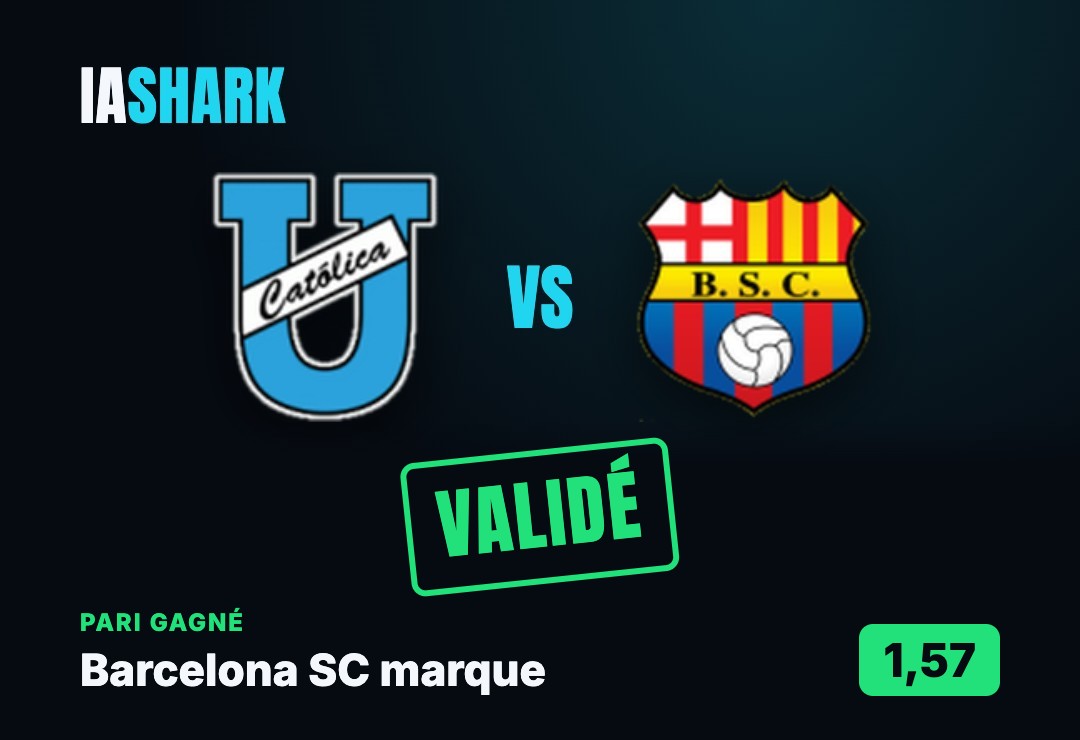 IASHARK
Católica
VS
B. S. C.
VALIDÉ
PARI GAGNÉ
Barcelona SC marque
1,57